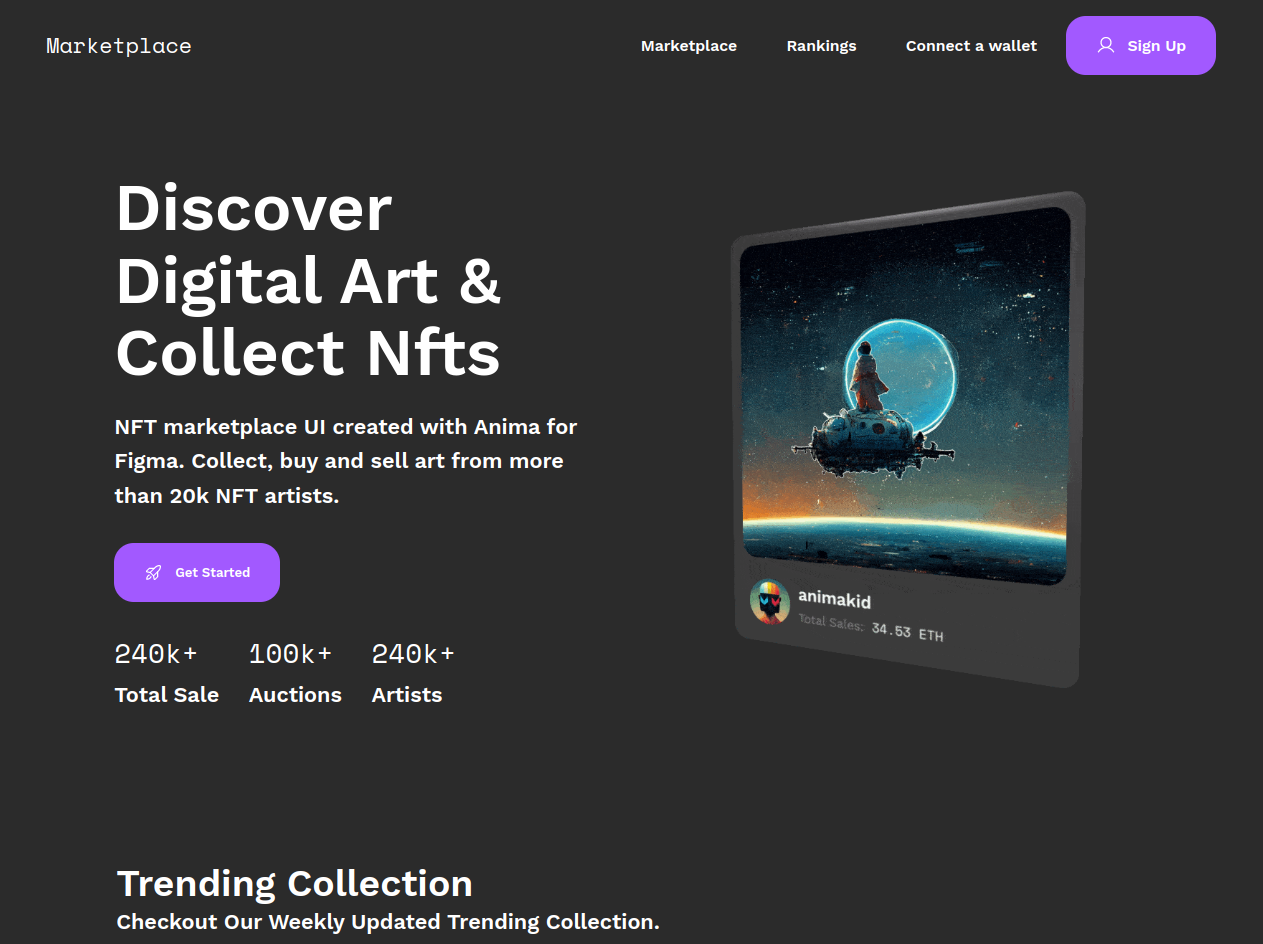 Marketplace
Marketplace Rankings Connect a wallet Sign Up
Discover
Digital Art &
Collect Nfts
NFT marketplace UI created with Anima for
Figma. Collect, buy and sell art from more
than 20k NFT artists.
Get Started
240k+ 100k+ 240k+
Total Sale Auctions Artists
animakid
Total Sales: 34.53 ETH
Trending Collection
Checkout Our Weekly Updated Trending Collection.